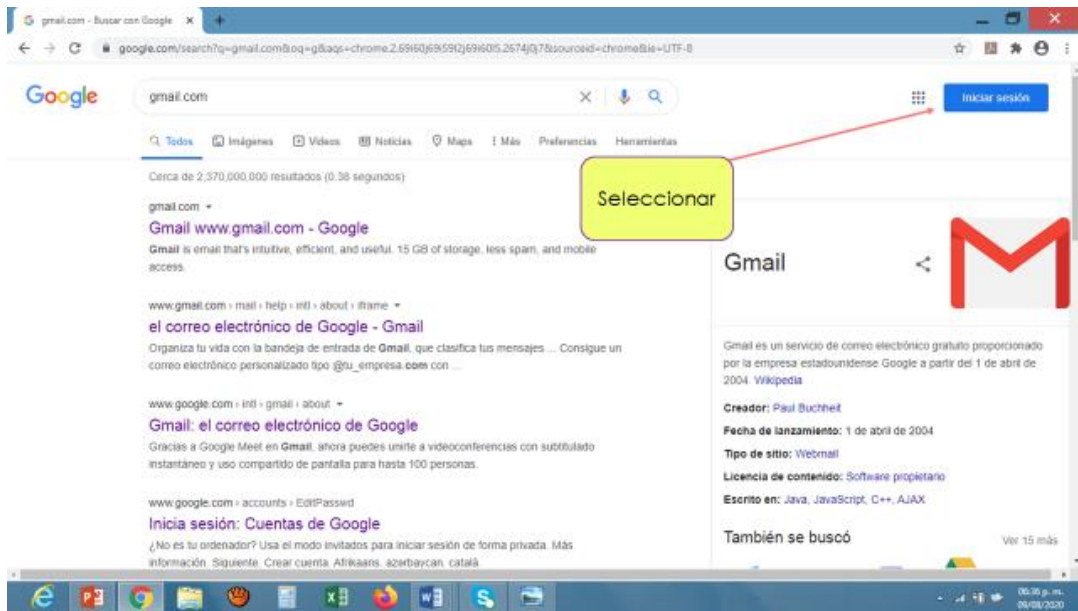 gmail.com - Buscar con Google
google.com/search?q=gmail.com&oq=g&aqs=chrome.2.69i60j69i59l2j69i60l5.2674j0j7&sourceid=chrome&ie=UTF-8
Google
gmail.com
Iniciar sesión
Todos Imágenes Videos Noticias Maps Más Preferencias Herramientas
Cerca de 2,370,000,000 resultados (0.38 segundos)
Seleccionar
gmail.com
Gmail www.gmail.com - Google
Gmail is email that's intuitive, efficient, and useful. 15 GB of storage, less spam, and mobile
access.
www.gmail.com › mail › help › intl › about › iframe
el correo electrónico de Google - Gmail
Organiza tu vida con la bandeja de entrada de Gmail, que clasifica tus mensajes ... Consigue un
correo electrónico personalizado tipo @tu_empresa.com con ...
www.google.com › intl › gmail › about
Gmail: el correo electrónico de Google
Gracias a Google Meet en Gmail, ahora puedes unirte a videoconferencias con subtitulado
instantáneo y uso compartido de pantalla para hasta 100 personas.
www.google.com › accounts › EditPasswd
Inicia sesión: Cuentas de Google
¿No es tu ordenador? Usa el modo invitados para iniciar sesión de forma privada. Más
información. Siguiente. Crear cuenta. Afrikaans. azərbaycan. català.
Gmail
Gmail es un servicio de correo electrónico gratuito proporcionado
por la empresa estadounidense Google a partir del 1 de abril de
2004. Wikipedia
Creador: Paul Buchheit
Fecha de lanzamiento: 1 de abril de 2004
Tipo de sitio: Webmail
Licencia de contenido: Software propietario
Escrito en: Java, JavaScript, C++, AJAX
También se buscó
Ver 15 más
06:36 p. m.
09/08/2020